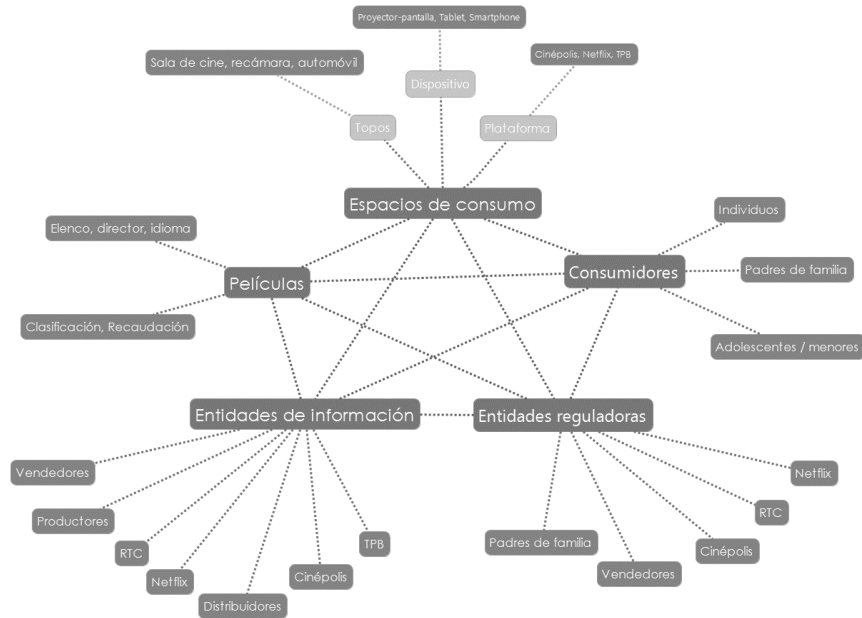 Proyector-pantalla, Tablet, Smartphone
Sala de cine, recámara, automóvil
Cinépolis, Netflix, TPB
Dispositivo
Topos
Plataforma
Espacios de consumo
Elenco, director, idioma
Individuos
Películas
Consumidores
Padres de familia
Clasificación, Recaudación
Adolescentes / menores
Entidades de información
Entidades reguladoras
Vendedores
Netflix
Productores
RTC
RTC
TPB
Padres de familia
Cinépolis
Netflix
Cinépolis
Vendedores
Distribuidores